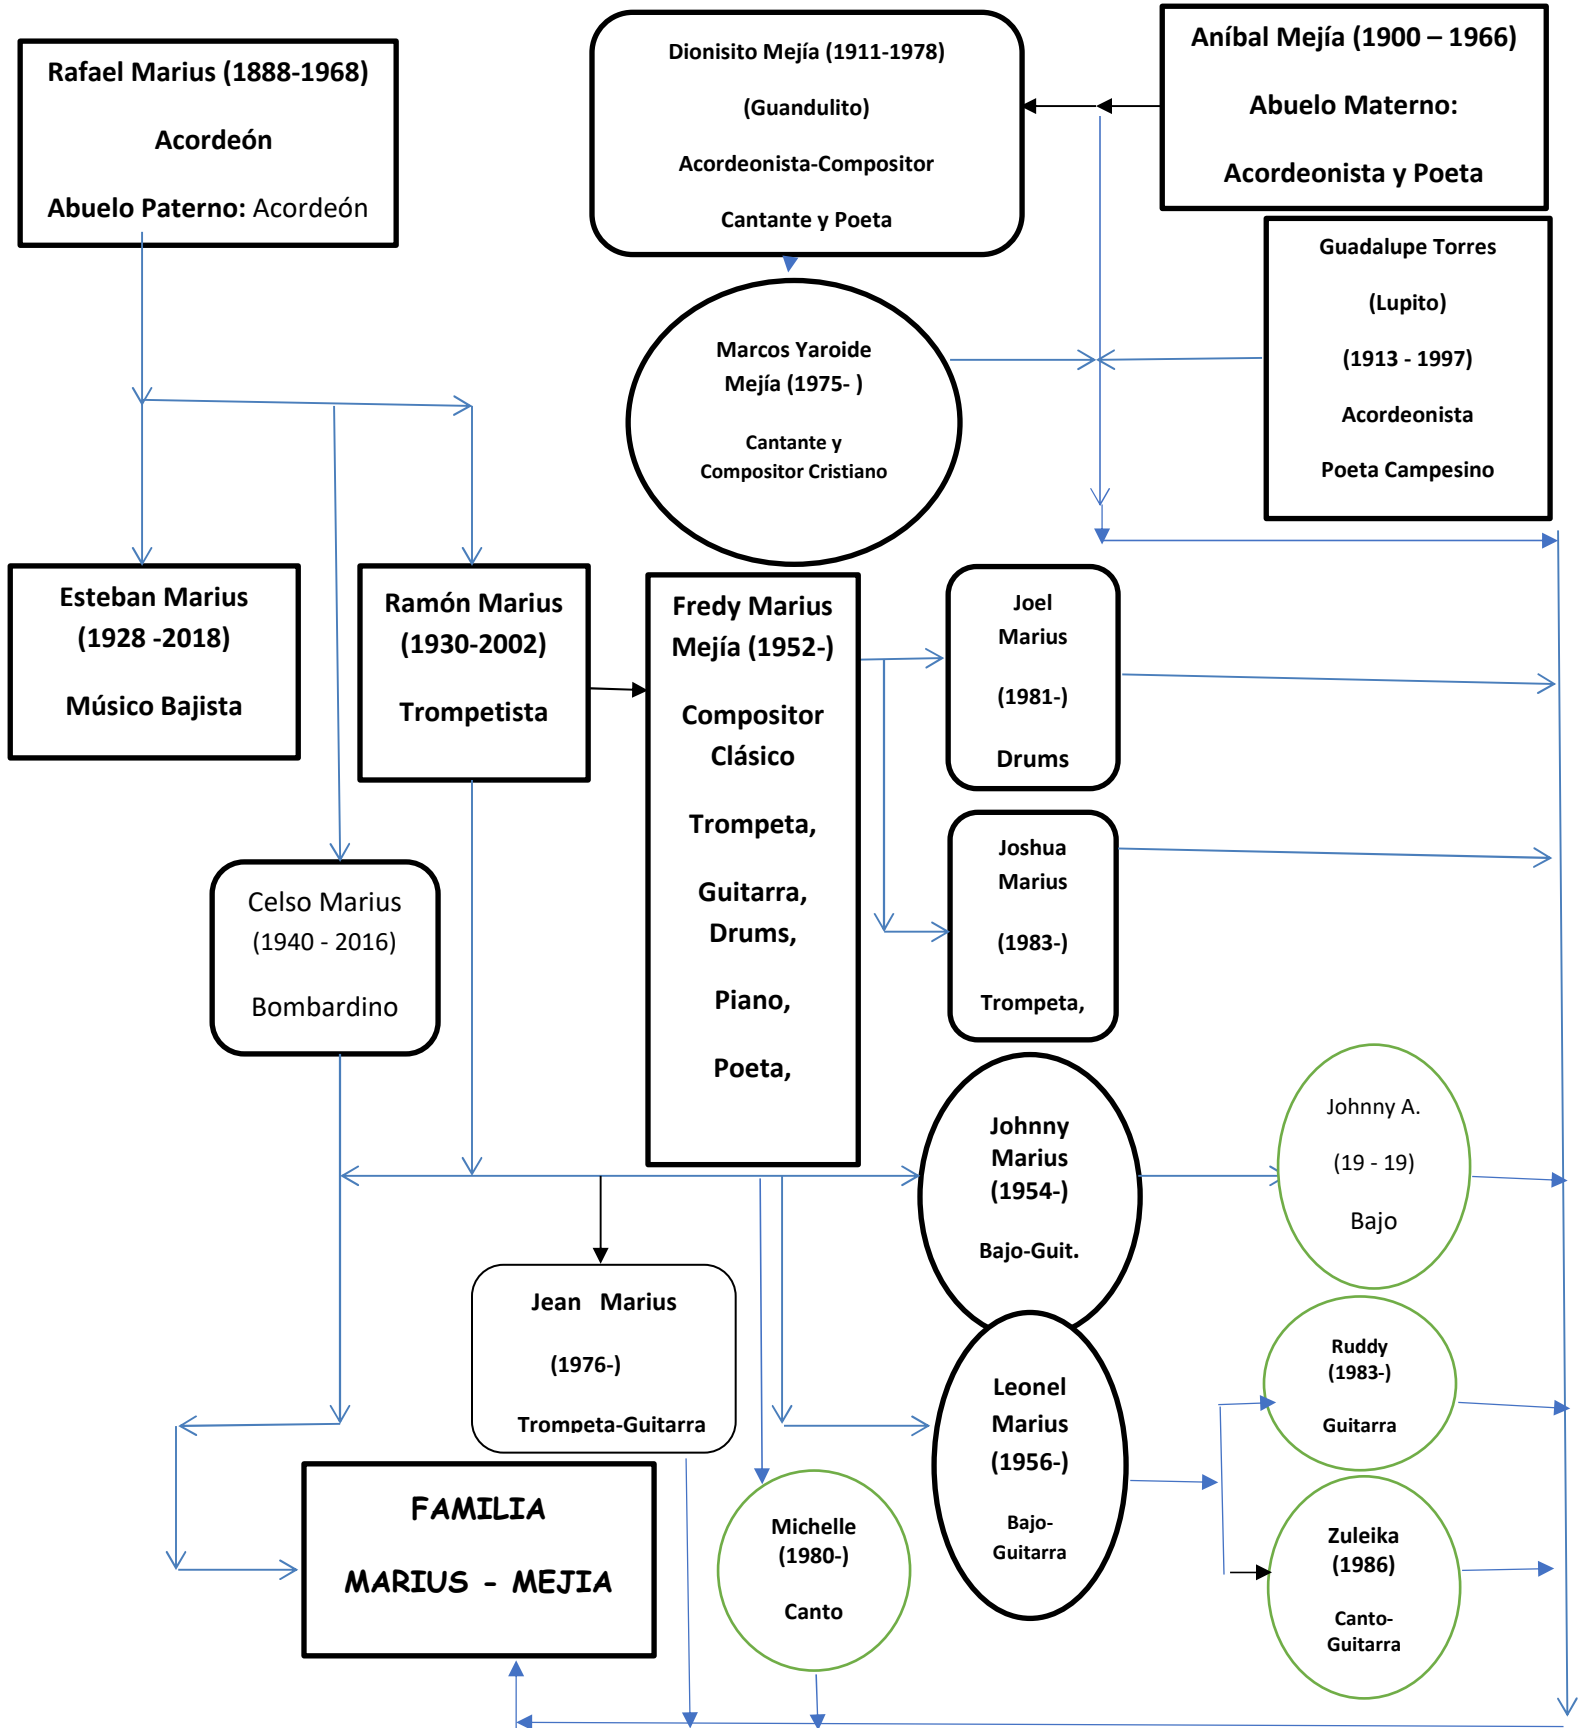 Rafael Marius (1888-1968)
Acordeón
Abuelo Paterno: Acordeón
Dionisito Mejía (1911-1978)
(Guandulito)
Acordeonista-Compositor
Cantante y Poeta
Aníbal Mejía (1900 – 1966)
Abuelo Materno:
Acordeonista y Poeta
Guadalupe Torres
(Lupito)
(1913 - 1997)
Acordeonista
Poeta Campesino
Marcos Yaroide
Mejía (1975- )
Cantante y
Compositor Cristiano
Esteban Marius
(1928 -2018)
Músico Bajista
Ramón Marius
(1930-2002)
Trompetista
Fredy Marius
Mejía (1952-)
Compositor
Clásico
Trompeta,
Guitarra,
Drums,
Piano,
Poeta,
Joel
Marius
(1981-)
Drums
Joshua
Marius
(1983-)
Trompeta,
Celso Marius
(1940 - 2016)
Bombardino
Johnny
Marius
(1954-)
Bajo-Guit.
Johnny A.
(19 - 19)
Bajo
Jean Marius
(1976-)
Trompeta-Guitarra
Leonel
Marius
(1956-)
Bajo-
Guitarra
Ruddy
(1983-)
Guitarra
FAMILIA
MARIUS - MEJIA
Michelle
(1980-)
Canto
Zuleika
(1986)
Canto-
Guitarra